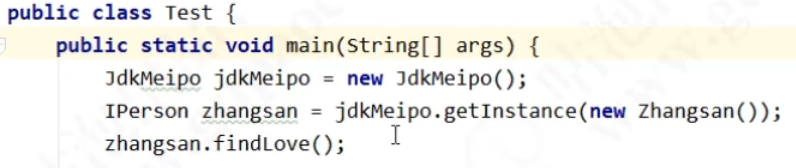 public class Test {
public static void main(String[] args) {
JdkMeipo jdkMeipo = new JdkMeipo();
IPerson zhangsan = jdkMeipo.getInstance(new Zhangsan());
zhangsan.findLove();